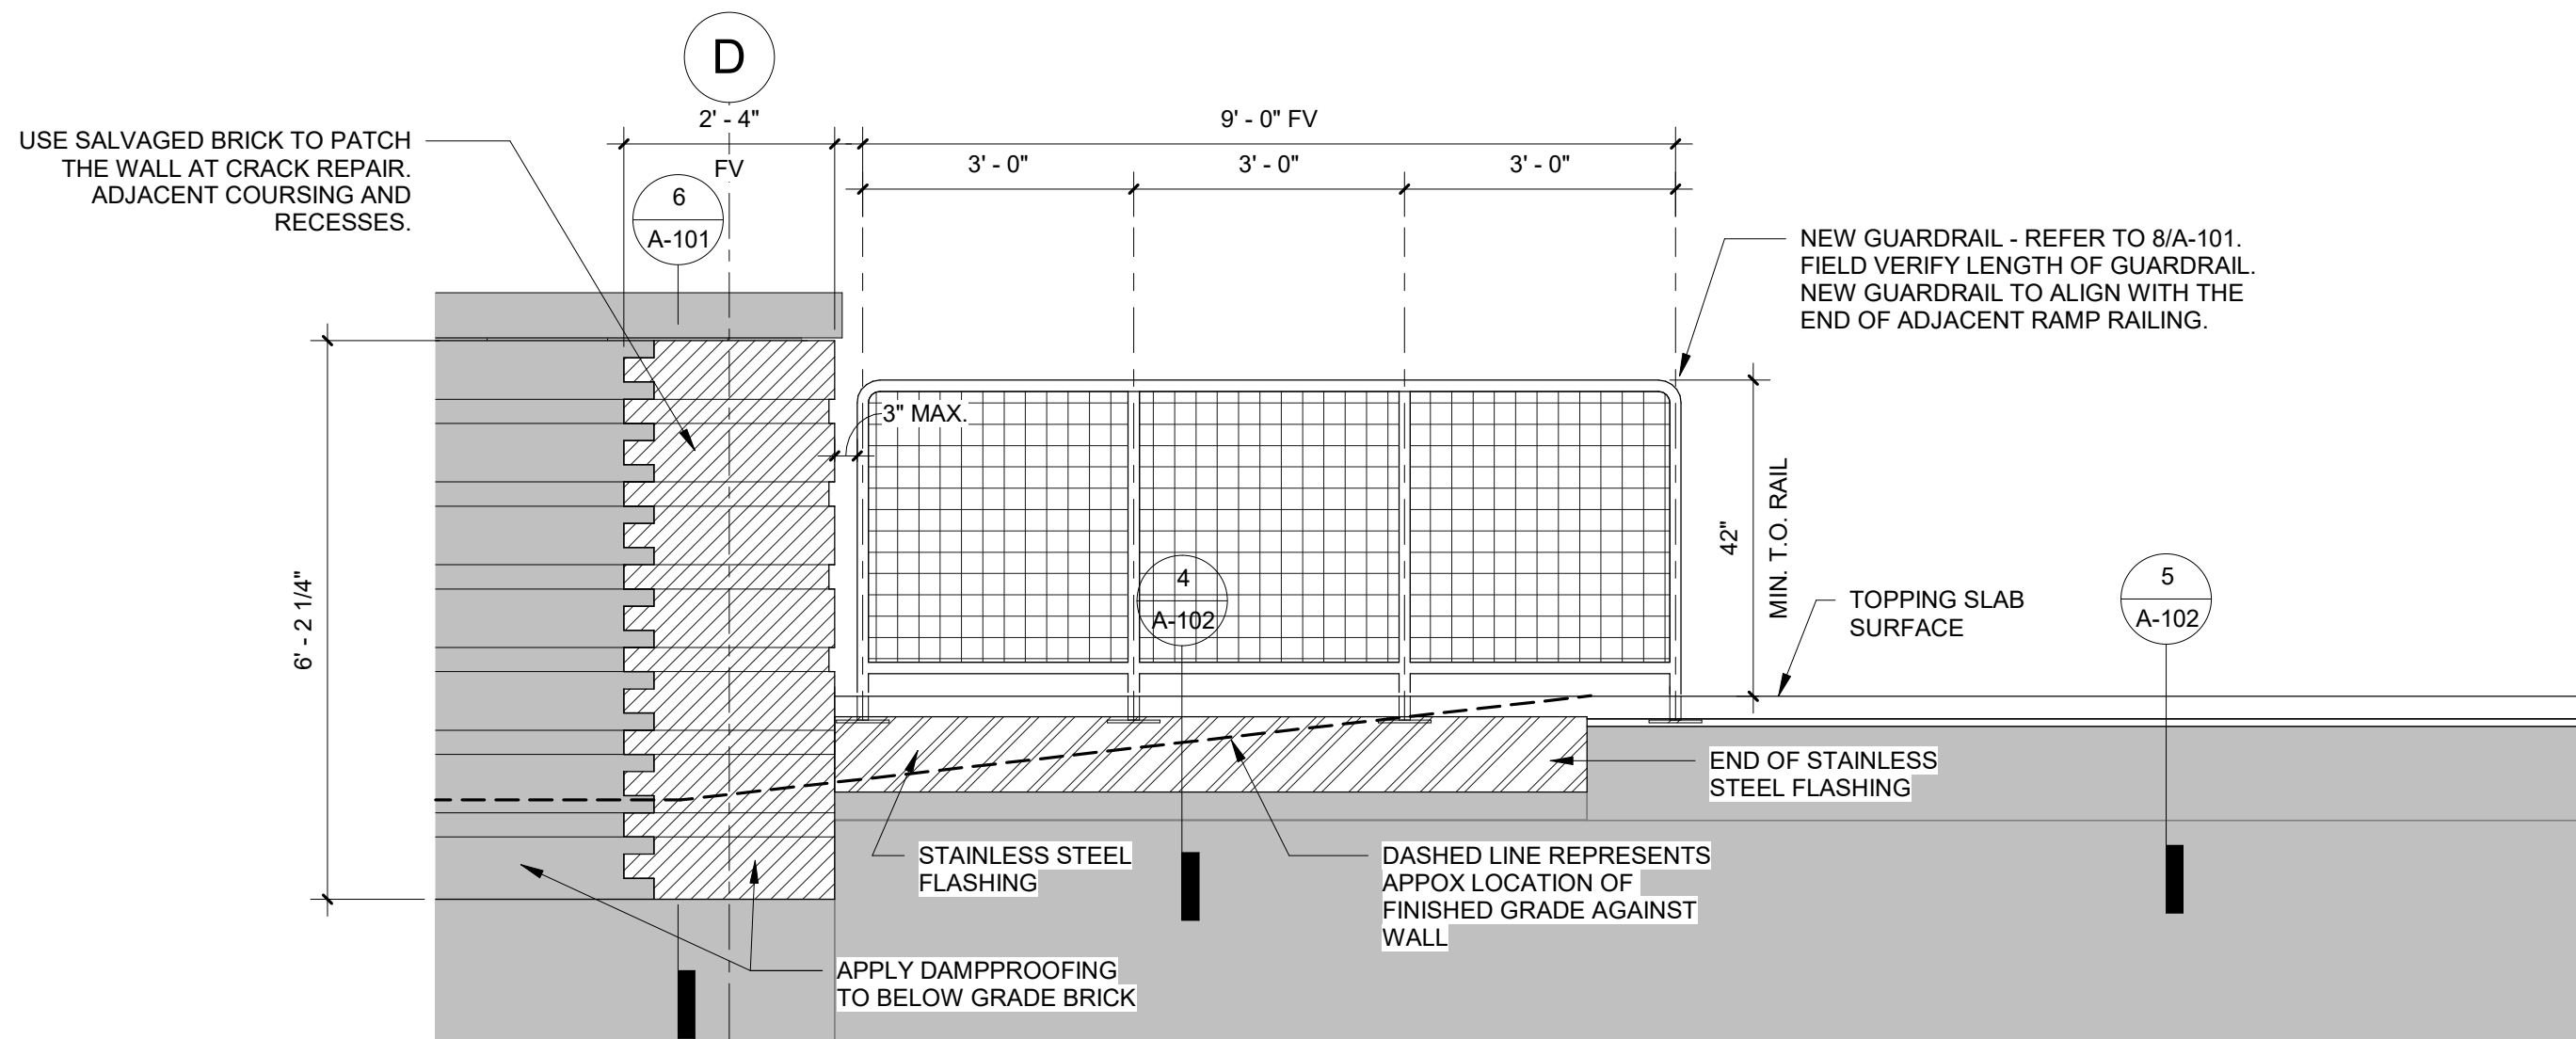 D
2' - 4"
FV
9' - 0" FV
3' - 0"
3' - 0"
3' - 0"
USE SALVAGED BRICK TO PATCH
THE WALL AT CRACK REPAIR.
ADJACENT COURSING AND
RECESSES.
6
A-101
NEW GUARDRAIL - REFER TO 8/A-101.
FIELD VERIFY LENGTH OF GUARDRAIL.
NEW GUARDRAIL TO ALIGN WITH THE
END OF ADJACENT RAMP RAILING.
3" MAX.
42"
MIN. T.O. RAIL
6' - 2 1/4"
4
A-102
TOPPING SLAB
SURFACE
5
A-102
END OF STAINLESS
STEEL FLASHING
STAINLESS STEEL
FLASHING
DASHED LINE REPRESENTS
APPOX LOCATION OF
FINISHED GRADE AGAINST
WALL
APPLY DAMPPROOFING
TO BELOW GRADE BRICK